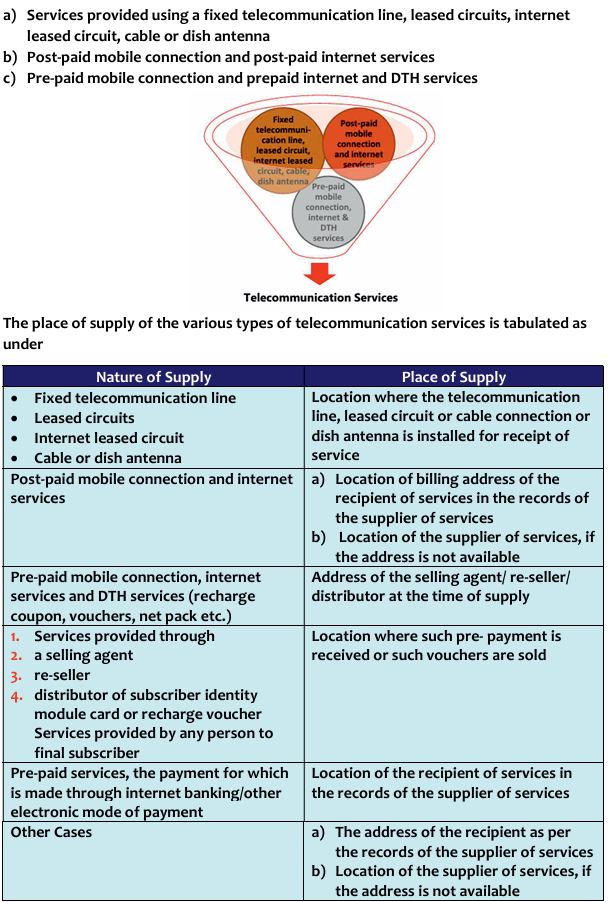 a) Services provided using a fixed telecommunication line, leased circuits, internet
leased circuit, cable or dish antenna
b) Post-paid mobile connection and post-paid internet services
c) Pre-paid mobile connection and prepaid internet and DTH services
Fixed
telecommuni-
cation line,
leased circuit,
internet leased
circuit, cable,
dish antenna
Post-paid
mobile
connection
and internet
services
Pre-paid
mobile
connection,
internet &
DTH
services
Telecommunication Services
The place of supply of the various types of telecommunication services is tabulated as
under
Nature of Supply
Place of Supply
• Fixed telecommunication line
• Leased circuits
• Internet leased circuit
• Cable or dish antenna
Location where the telecommunication
line, leased circuit or cable connection or
dish antenna is installed for receipt of
service
Post-paid mobile connection and internet
services
a) Location of billing address of the
recipient of services in the records of
the supplier of services
b) Location of the supplier of services, if
the address is not available
Pre-paid mobile connection, internet
services and DTH services (recharge
coupon, vouchers, net pack etc.)
Address of the selling agent/ re-seller/
distributor at the time of supply
1. Services provided through
2. a selling agent
3. re-seller
4. distributor of subscriber identity
module card or recharge voucher
Services provided by any person to
final subscriber
Location where such pre- payment is
received or such vouchers are sold
Pre-paid services, the payment for which
is made through internet banking/other
electronic mode of payment
Location of the recipient of services in
the records of the supplier of services
Other Cases
a) The address of the recipient as per
the records of the supplier of services
b) Location of the supplier of services, if
the address is not available